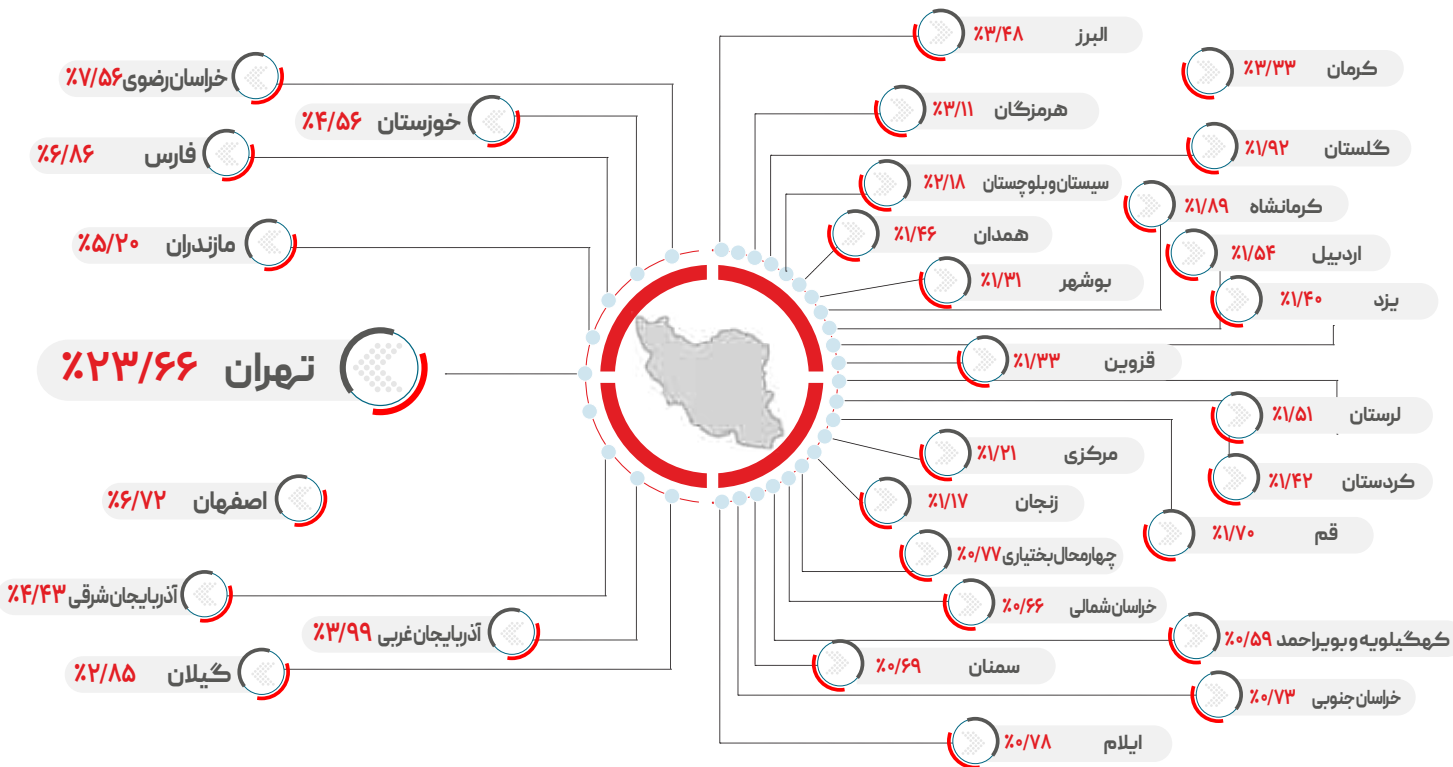 البرز ٪۳/۴۸
کرمان ٪۳/۳۳
هرمزگان ٪۳/۱۱
گلستان ٪۱/۹۲
سیستان و بلوچستان ٪۲/۱۸
کرمانشاه ٪۱/۸۹
همدان ٪۱/۴۶
اردبیل ٪۱/۵۴
بوشهر ٪۱/۳۱
یزد ٪۱/۴۰
قزوین ٪۱/۳۳
لرستان ٪۱/۵۱
مرکزی ٪۱/۲۱
کردستان ٪۱/۴۲
زنجان ٪۱/۱۷
قم ٪۱/۷۰
چهارمحال بختیاری ٪۰/۷۷
خراسان شمالی ٪۰/۶۶
کهگیلویه و بویراحمد ٪۰/۵۹
سمنان ٪۰/۶۹
خراسان جنوبی ٪۰/۷۳
ایلام ٪۰/۷۸
خراسان رضوی ٪۷/۵۶
خوزستان ٪۴/۵۶
فارس ٪۶/۸۶
مازندران ٪۵/۲۰
تهران ٪۲۳/۶۶
اصفهان ٪۶/۷۲
آذربایجان شرقی ٪۴/۴۳
آذربایجان غربی ٪۳/۹۹
گیلان ٪۲/۸۵